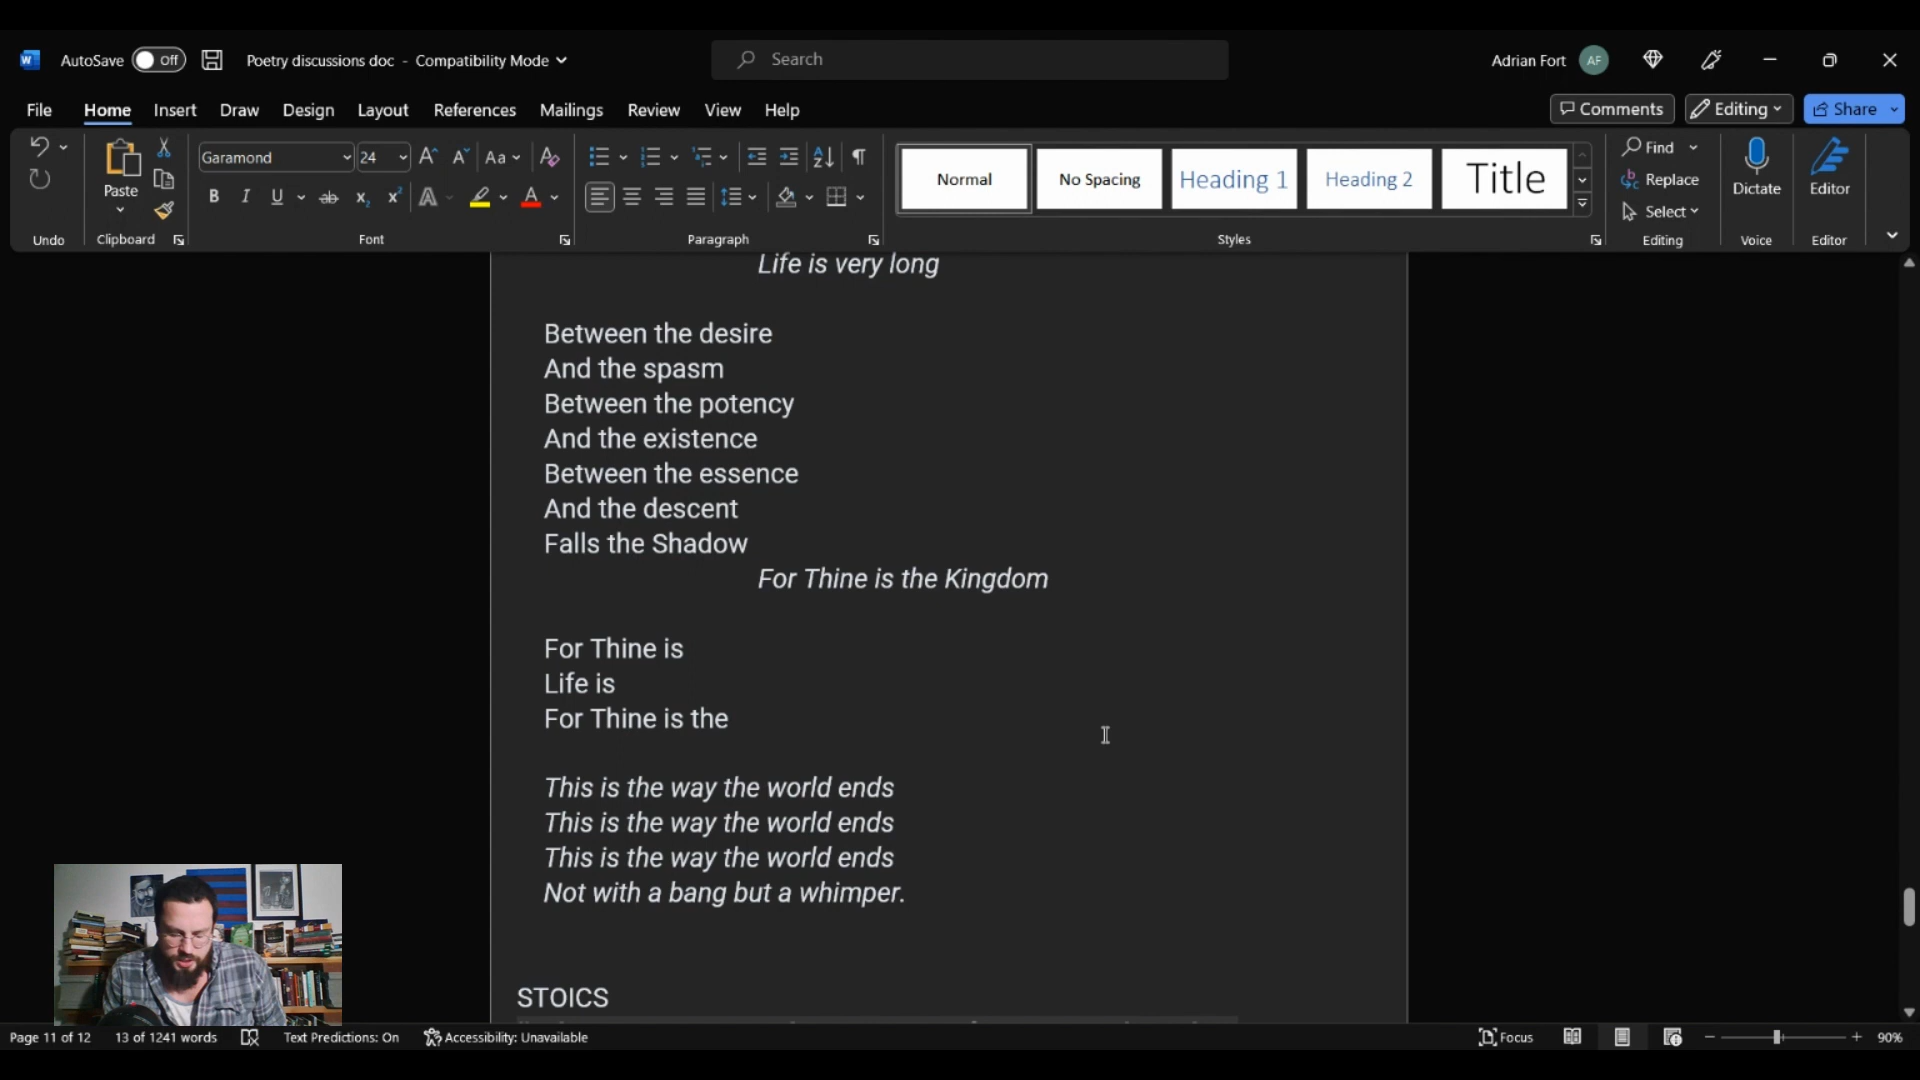 AutoSave Off Poetry discussions doc - Compatibility Mode Search Adrian Fort AF
File Home Insert Draw Design Layout References Mailings Review View Help Comments Editing Share
Garamond 24 Aa Normal No Spacing Heading 1 Heading 2 Title Find
Paste Replace Dictate Editor
B I U ab x₂ x² A A Select
Undo Clipboard Font Paragraph Styles Editing Voice Editor
Life is very long
Between the desire
And the spasm
Between the potency
And the existence
Between the essence
And the descent
Falls the Shadow
For Thine is the Kingdom
For Thine is
Life is
For Thine is the
This is the way the world ends
This is the way the world ends
This is the way the world ends
Not with a bang but a whimper.
STOICS
Page 11 of 12 13 of 1241 words Text Predictions: On Accessibility: Unavailable Focus 90%